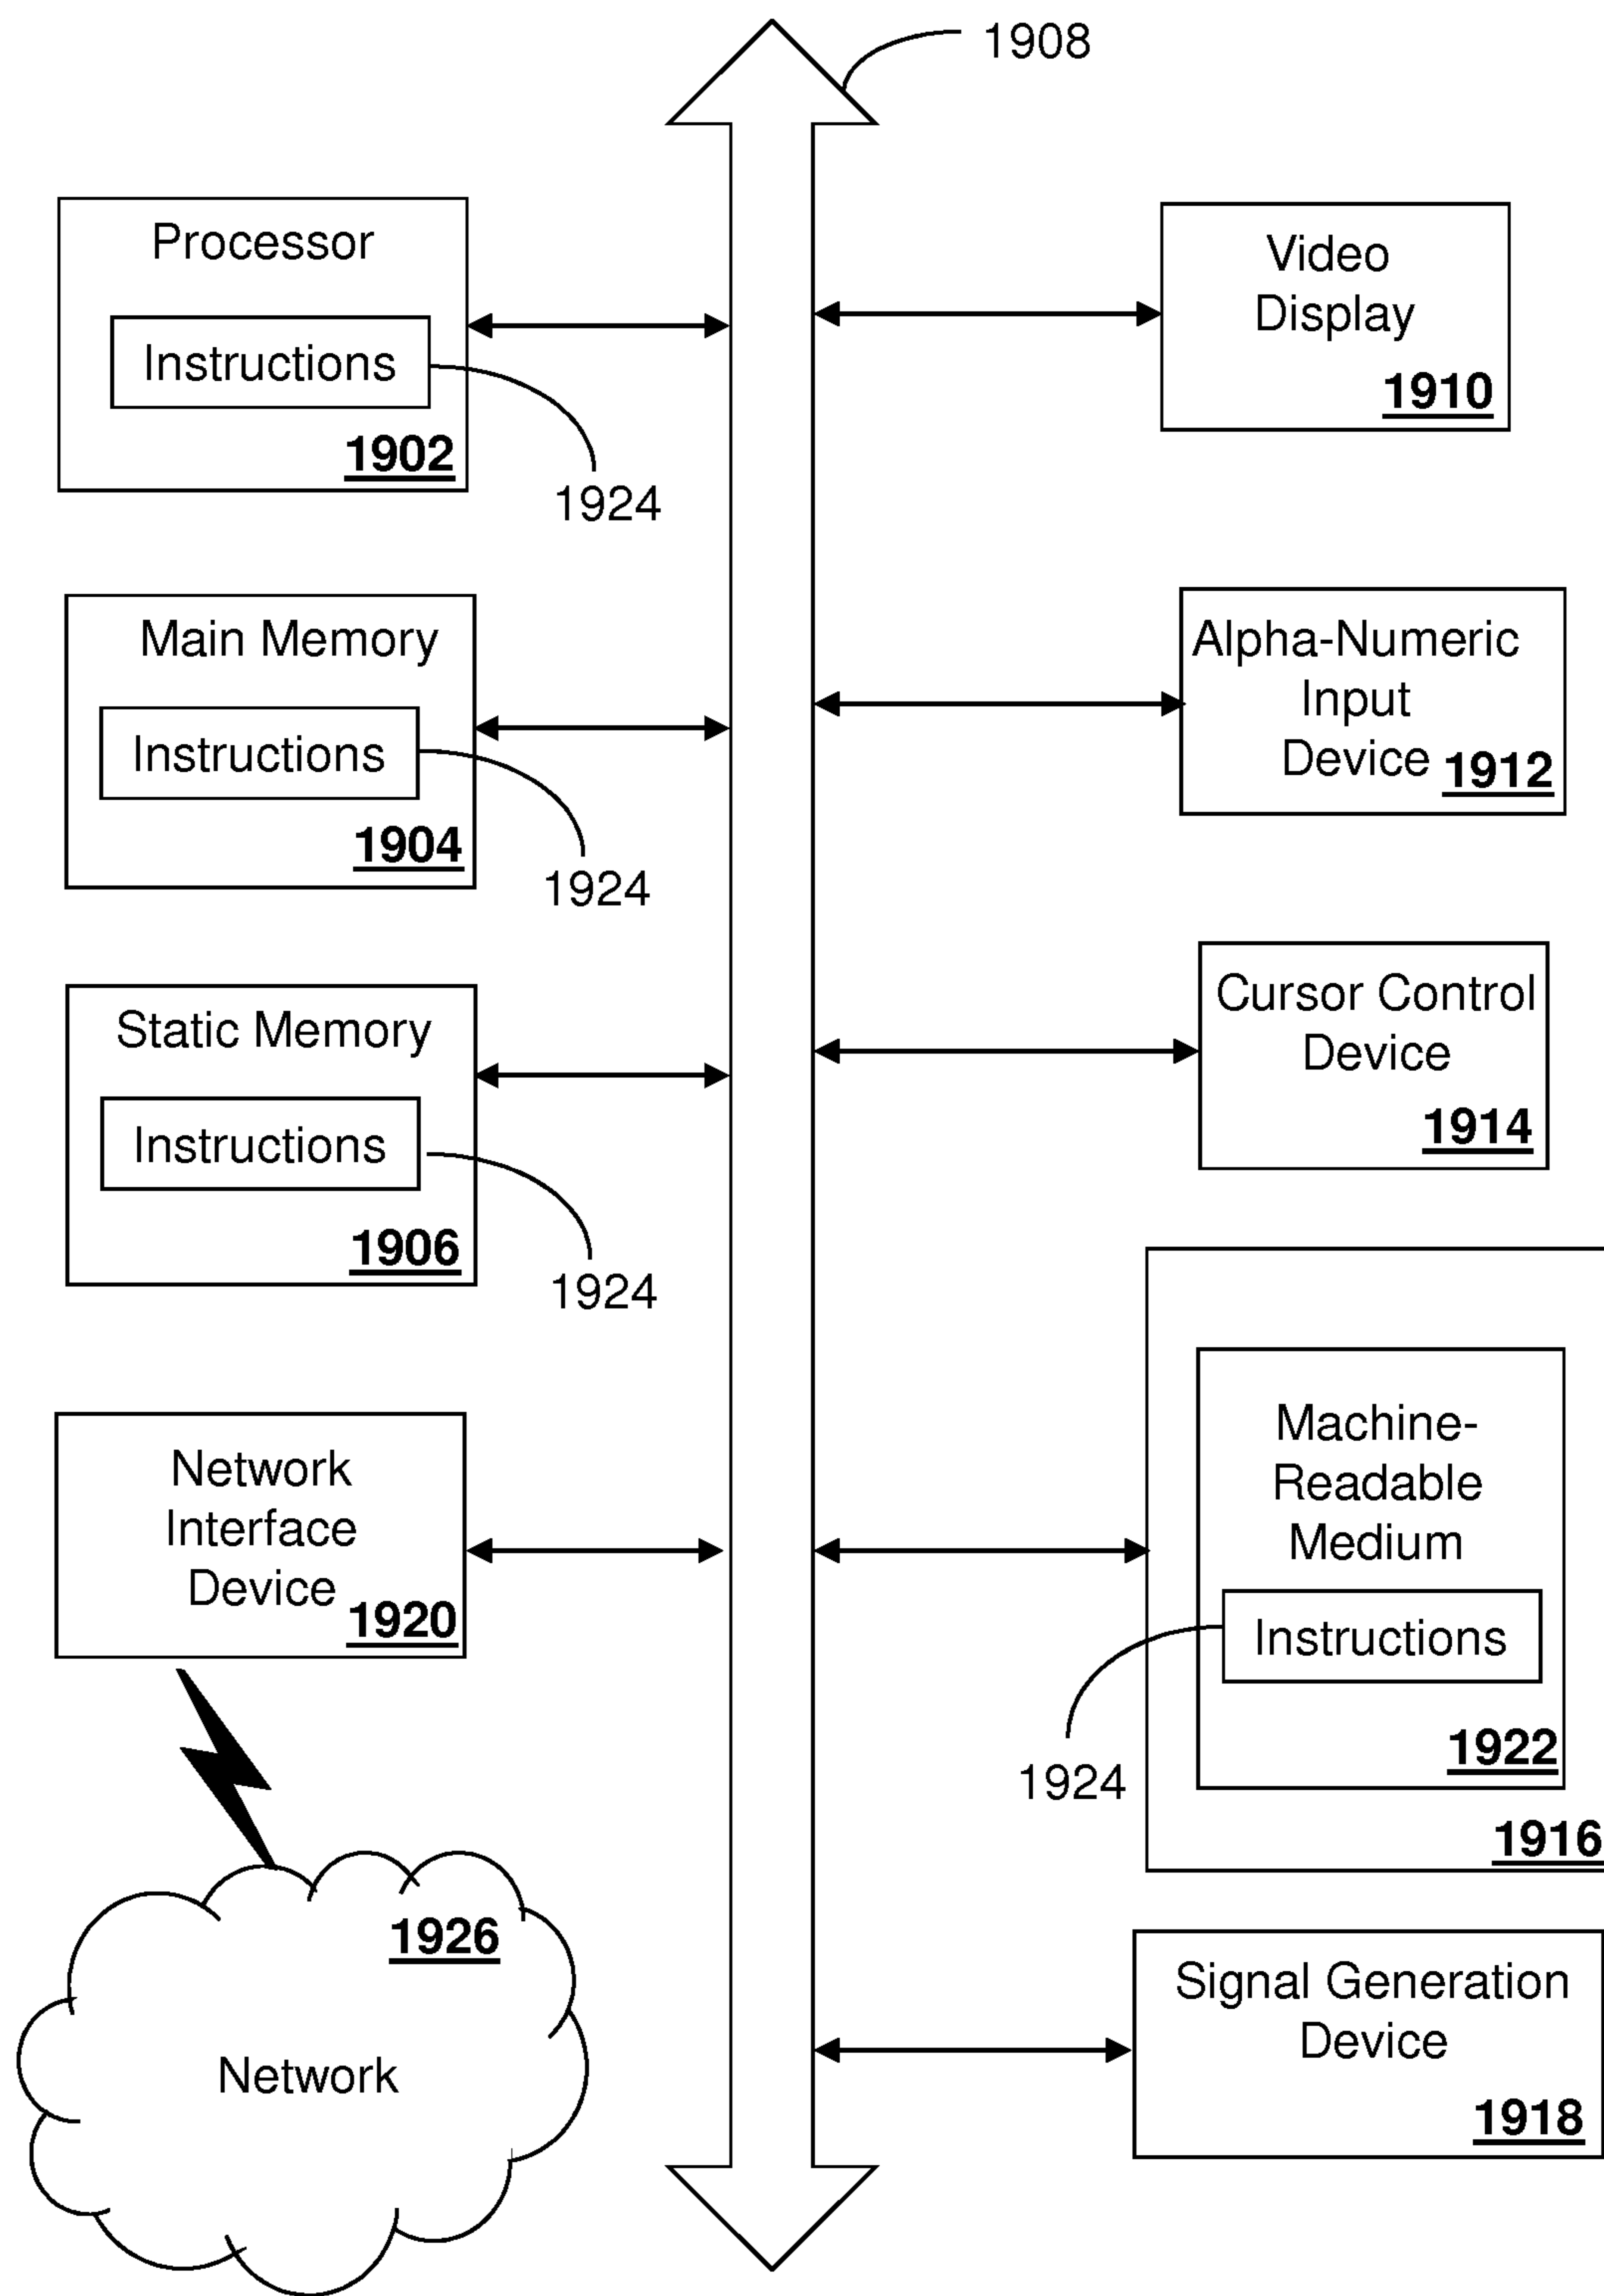 1908
Processor
Instructions
1902
1924
Main Memory
Instructions
1904
1924
Static Memory
Instructions
1906
1924
Network
Interface
Device
1920
1926
Network
Video
Display
1910
Alpha-Numeric
Input
Device
1912
Cursor Control
Device
1914
Machine-
Readable
Medium
Instructions
1922
1924
1916
Signal Generation
Device
1918